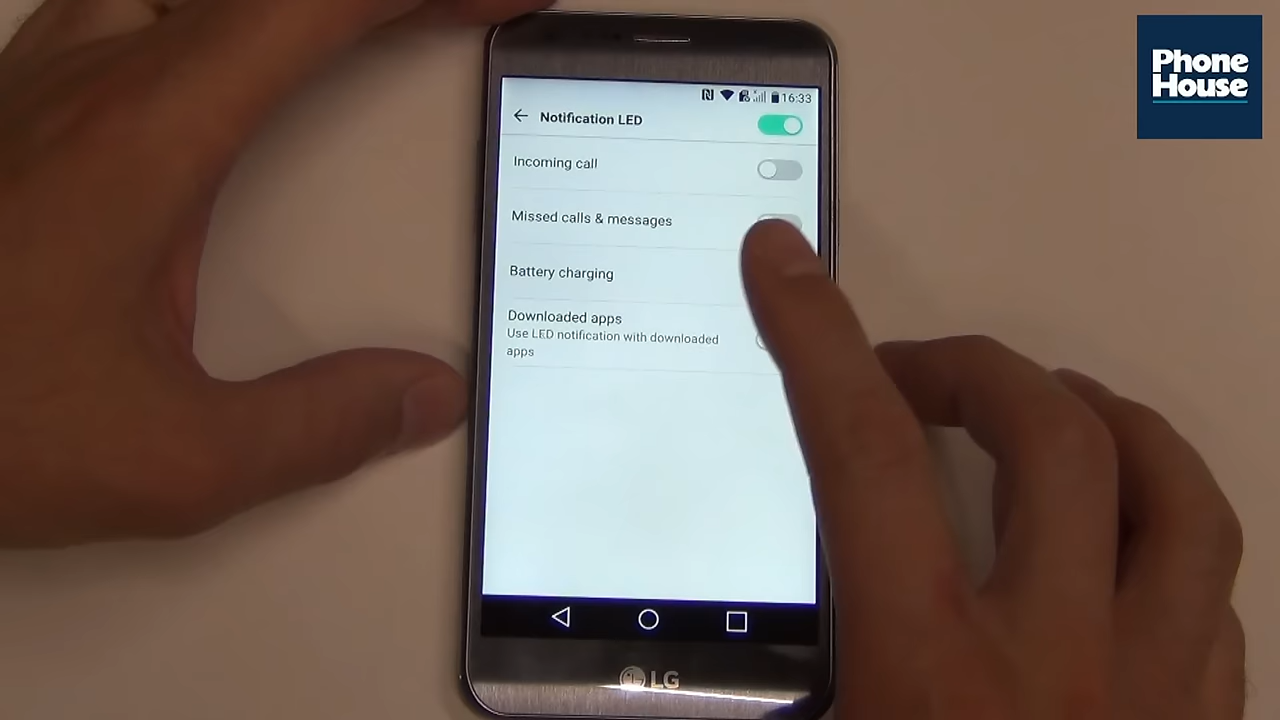 Phone
House
16:33
Notification LED
Incoming call
Missed calls & messages
Battery charging
Downloaded apps
Use LED notification with downloaded
apps
LG